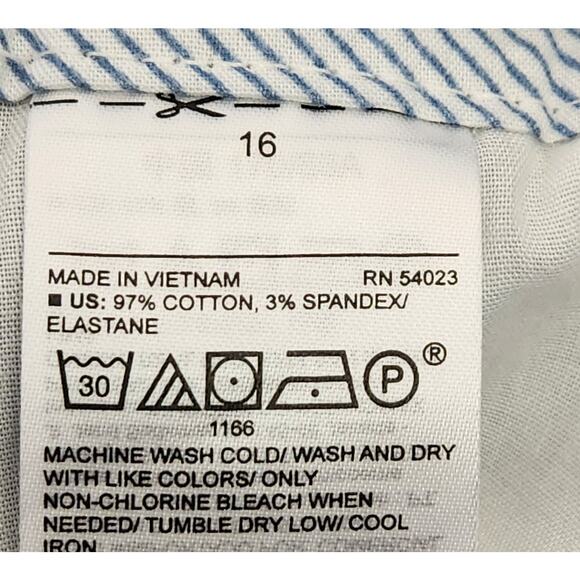 16
MADE IN VIETNAM RN 54023
US: 97% COTTON, 3% SPANDEX/
ELASTANE
30 P ®
1166
MACHINE WASH COLD/ WASH AND DRY
WITH LIKE COLORS/ ONLY
NON-CHLORINE BLEACH WHEN
NEEDED/ TUMBLE DRY LOW/ COOL
IRON